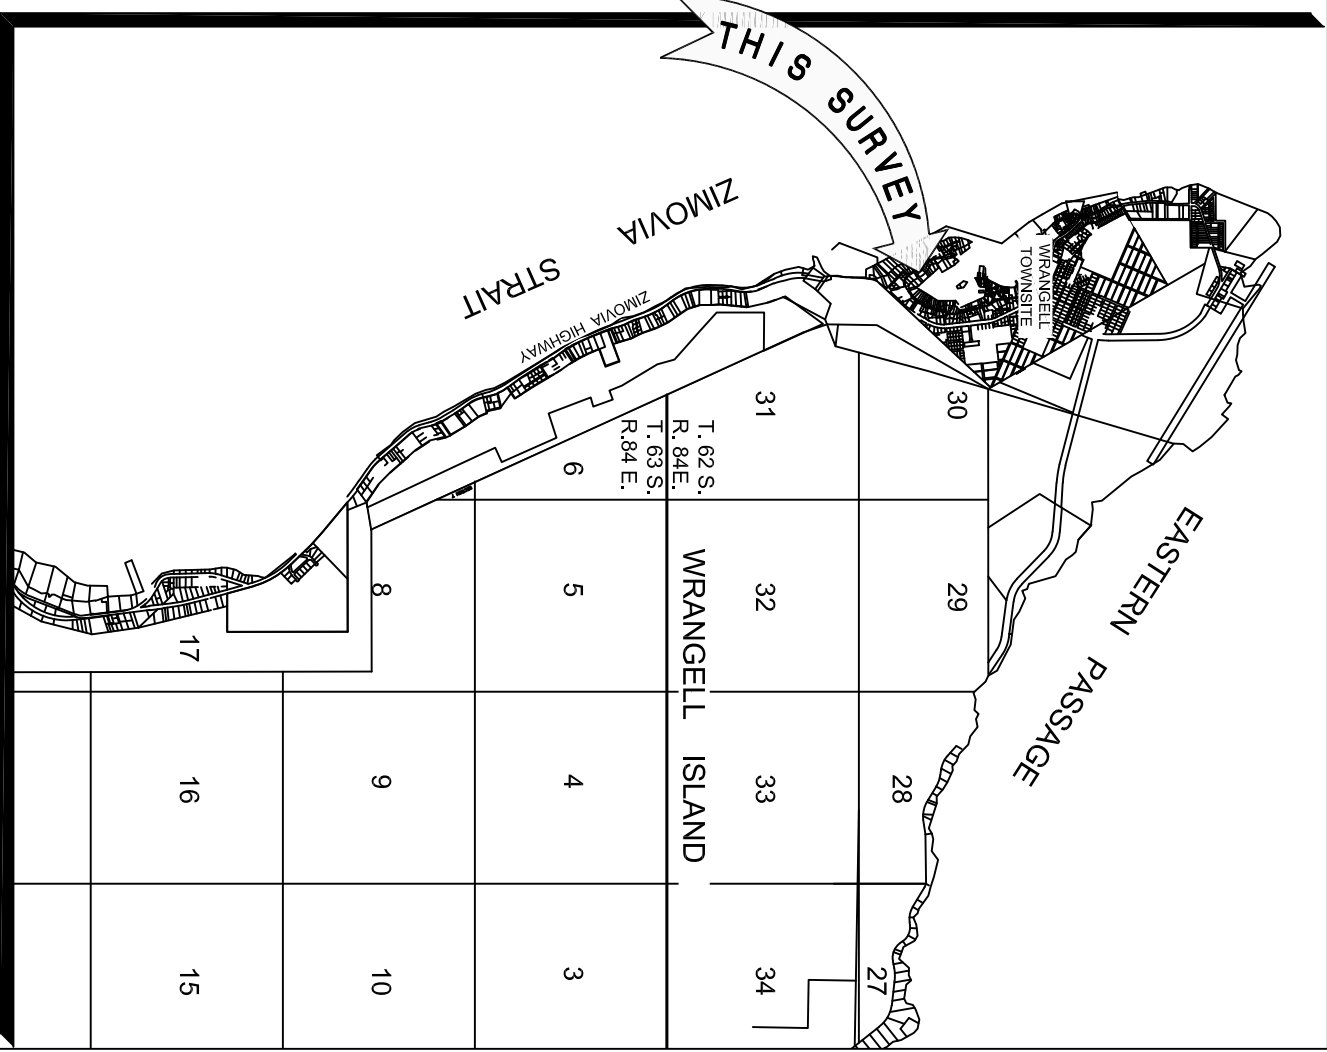 THIS SURVEY
ZIMOVIA
STRAIT
ZIMOVIA HIGHWAY
WRANGELL
TOWNSITE
30
31
T. 62 S.
R. 84E.
T. 63 S.
R.84 E.
6
29
32
5
8
17
EASTERN PASSAGE
WRANGELL ISLAND
28
33
4
9
16
27
34
3
10
15